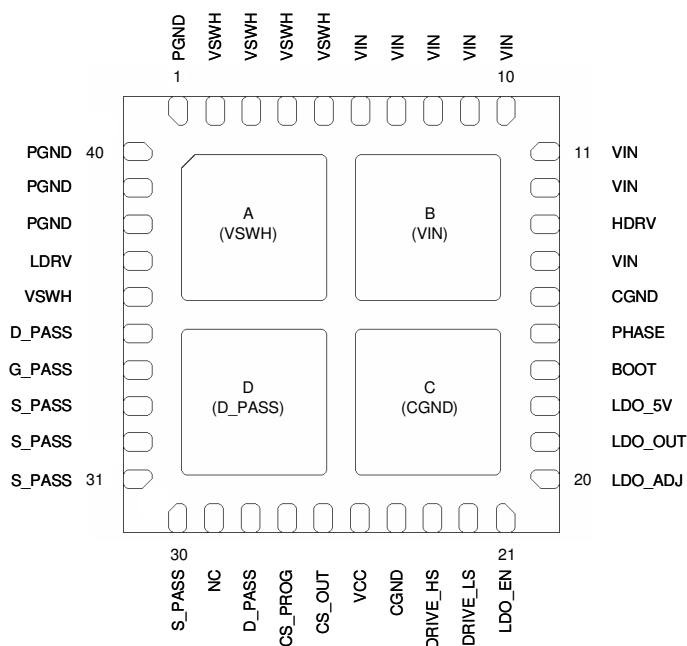 PGND VSWH VSWH VSWH VSWH VIN VIN VIN VIN VIN
1 10
PGND 40 11 VIN
PGND VIN
PGND HDRV
LDRV VIN
VSWH CGND
D_PASS PHASE
G_PASS BOOT
S_PASS LDO_5V
S_PASS LDO_OUT
S_PASS 31 20 LDO_ADJ
A
(VSWH)
B
(VIN)
D
(D_PASS)
C
(CGND)
30 21
S_PASS NC D_PASS CS_PROG CS_OUT VCC CGND DRIVE_HS DRIVE_LS LDO_EN